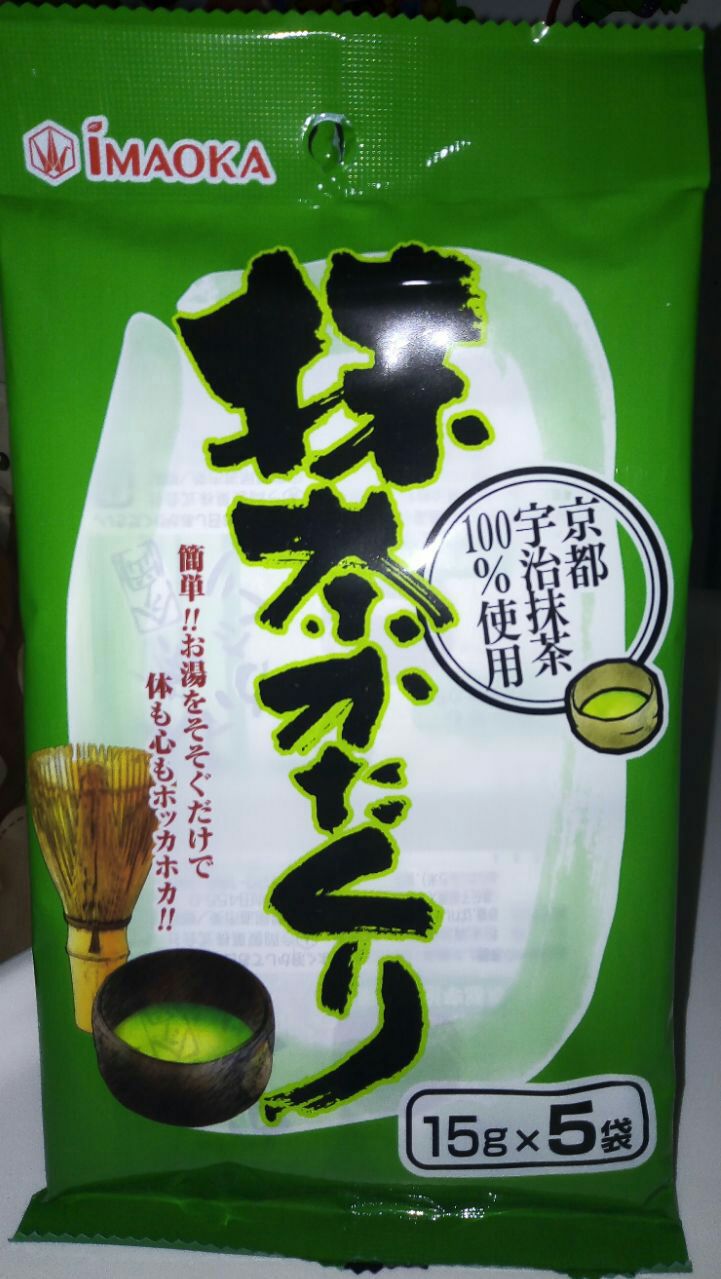 IMAOKA
抹茶かたくり
京都
宇治抹茶
100%使用
簡単!!お湯をそそぐだけで
体も心もホッカホカ!!
15g×5袋